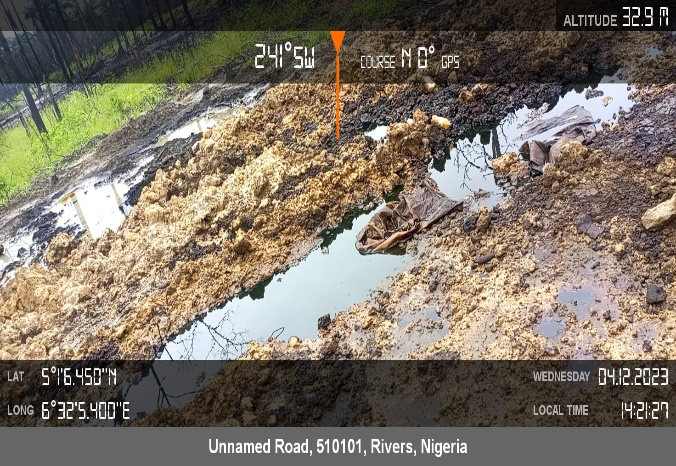 ALTITUDE 32.9 M
241°SW COURSE N 0° GPS
LAT 5°1'6.450"N WEDNESDAY 04.12.2023
LONG 6°32'5.400"E LOCAL TIME 14:21:27
Unnamed Road, 510101, Rivers, Nigeria